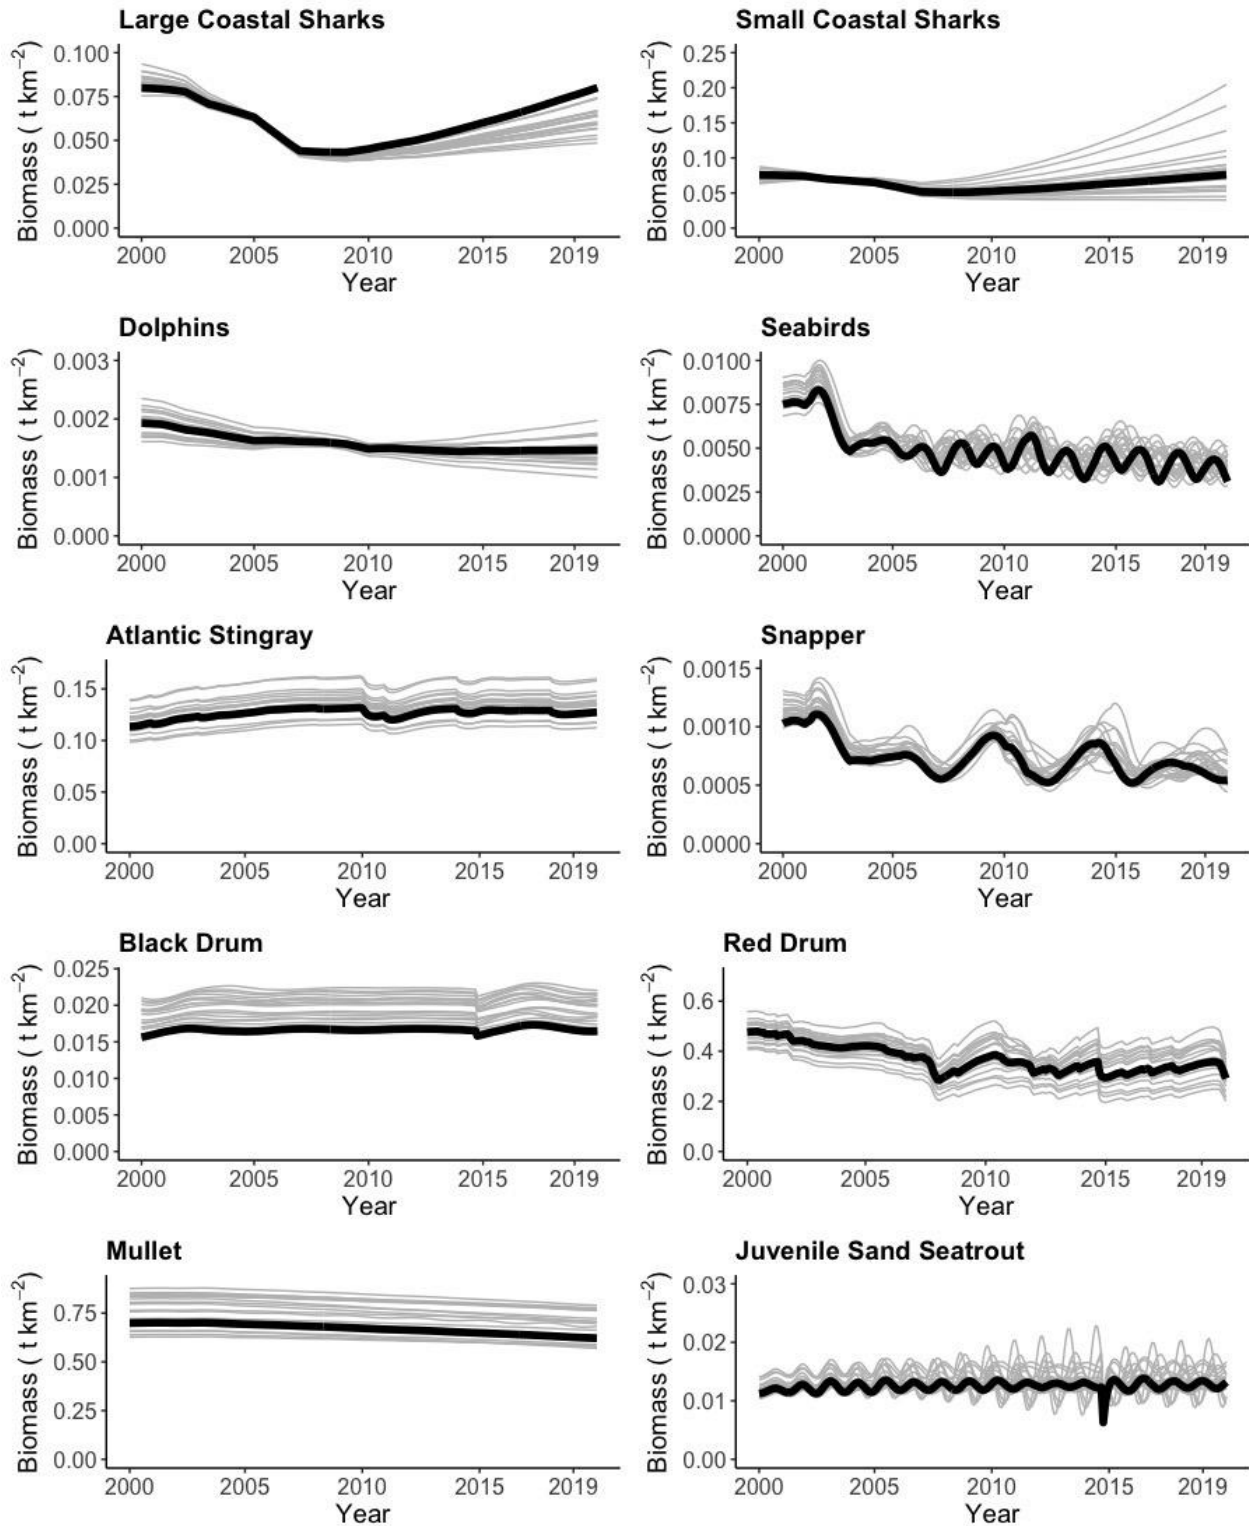 Large Coastal Sharks
Biomass ( t km−2)
0.100
0.075
0.050
0.025
0.000
2000 2005 2010 2015 2019
Year
Small Coastal Sharks
Biomass ( t km−2)
0.25
0.20
0.15
0.10
0.05
0.00
2000 2005 2010 2015 2019
Year
Dolphins
Biomass ( t km−2)
0.003
0.002
0.001
0.000
2000 2005 2010 2015 2019
Year
Seabirds
Biomass ( t km−2)
0.0100
0.0075
0.0050
0.0025
0.0000
2000 2005 2010 2015 2019
Year
Atlantic Stingray
Biomass ( t km−2)
0.15
0.10
0.05
0.00
2000 2005 2010 2015 2019
Year
Snapper
Biomass ( t km−2)
0.0015
0.0010
0.0005
0.0000
2000 2005 2010 2015 2019
Year
Black Drum
Biomass ( t km−2)
0.025
0.020
0.015
0.010
0.005
0.000
2000 2005 2010 2015 2019
Year
Red Drum
Biomass ( t km−2)
0.6
0.4
0.2
0.0
2000 2005 2010 2015 2019
Year
Mullet
Biomass ( t km−2)
0.75
0.50
0.25
0.00
2000 2005 2010 2015 2019
Year
Juvenile Sand Seatrout
Biomass ( t km−2)
0.03
0.02
0.01
0.00
2000 2005 2010 2015 2019
Year